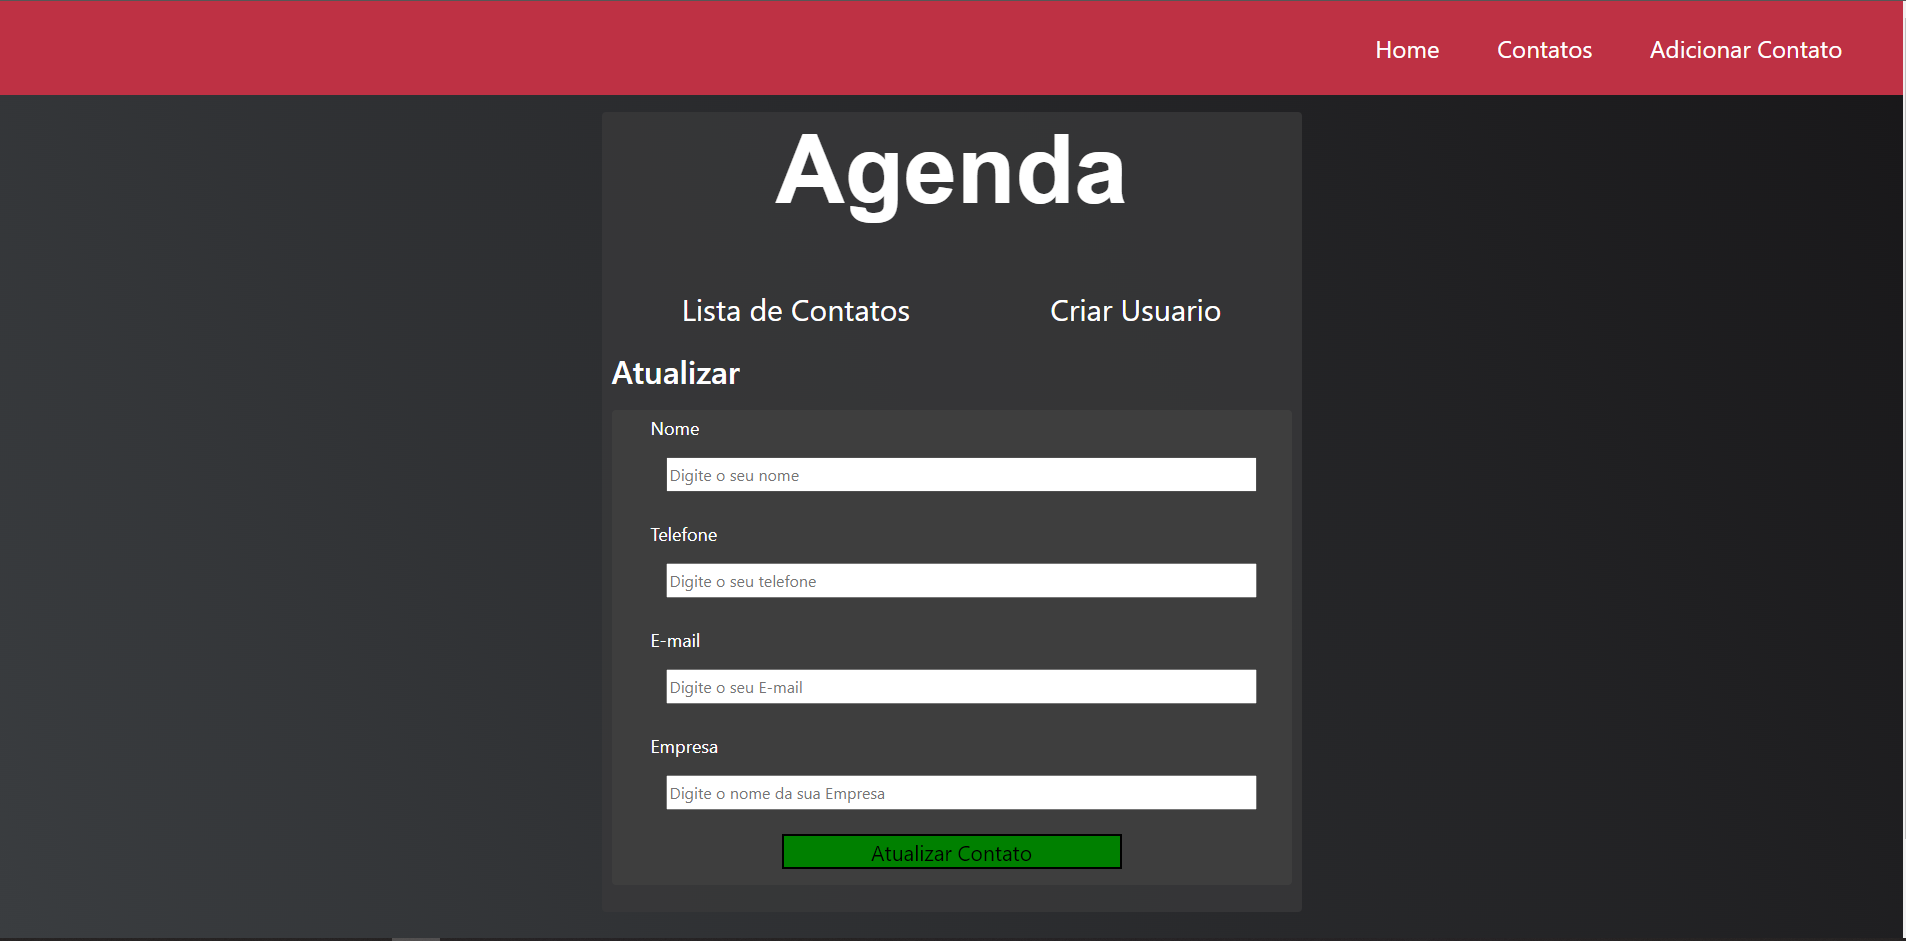 Home Contatos Adicionar Contato
Agenda
Lista de Contatos Criar Usuario
Atualizar
Nome
Digite o seu nome
Telefone
Digite o seu telefone
E-mail
Digite o seu E-mail
Empresa
Digite o nome da sua Empresa
Atualizar Contato